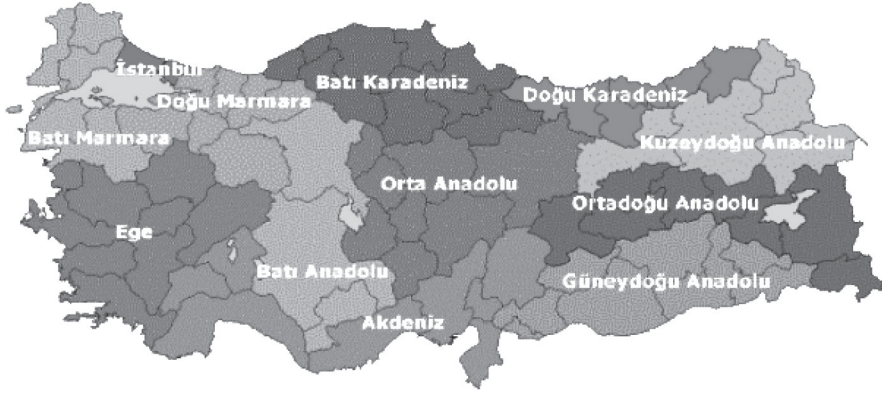 İstanbul
Batı Karadeniz
Doğu Karadeniz
Doğu Marmara
Batı Marmara
Kuzeydoğu Anadolu
Orta Anadolu
Ortadoğu Anadolu
Ege
Batı Anadolu
Güneydoğu Anadolu
Akdeniz